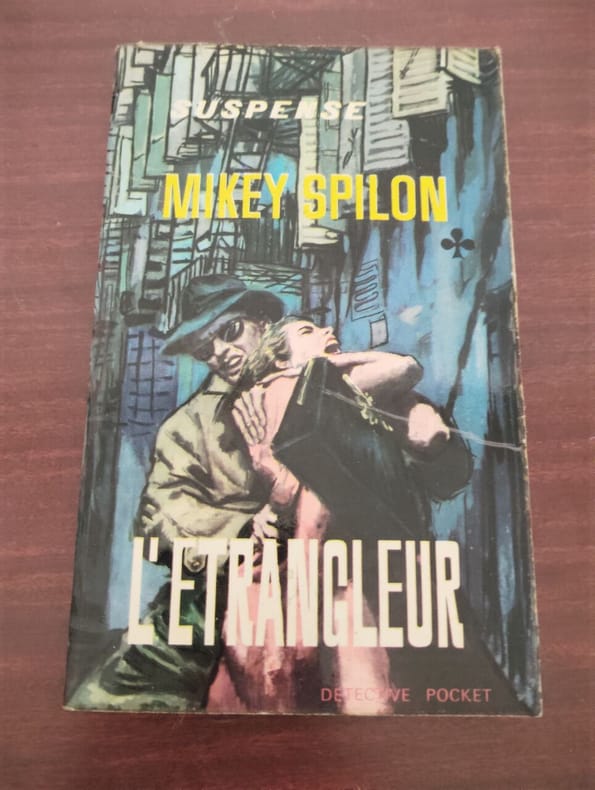 SUSPENSE
MIKEY SPILON
L'ETRANGLEUR
DETECTIVE POCKET